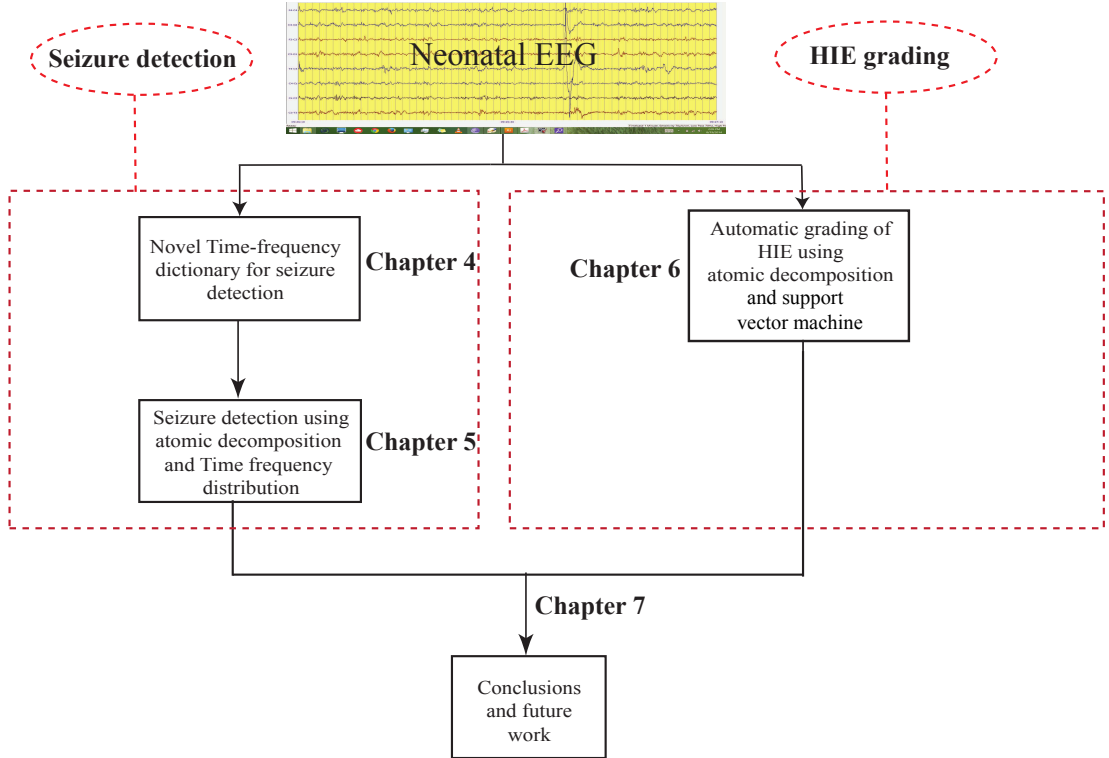 Neonatal EEG
Seizure detection
HIE grading
Novel Time-frequency
dictionary for seizure
detection
Chapter 4
Automatic grading of
HIE using
atomic decomposition
and support
vector machine
Chapter 6
Seizure detection using
atomic decomposition
and Time frequency
distribution
Chapter 5
Chapter 7
Conclusions
and future
work